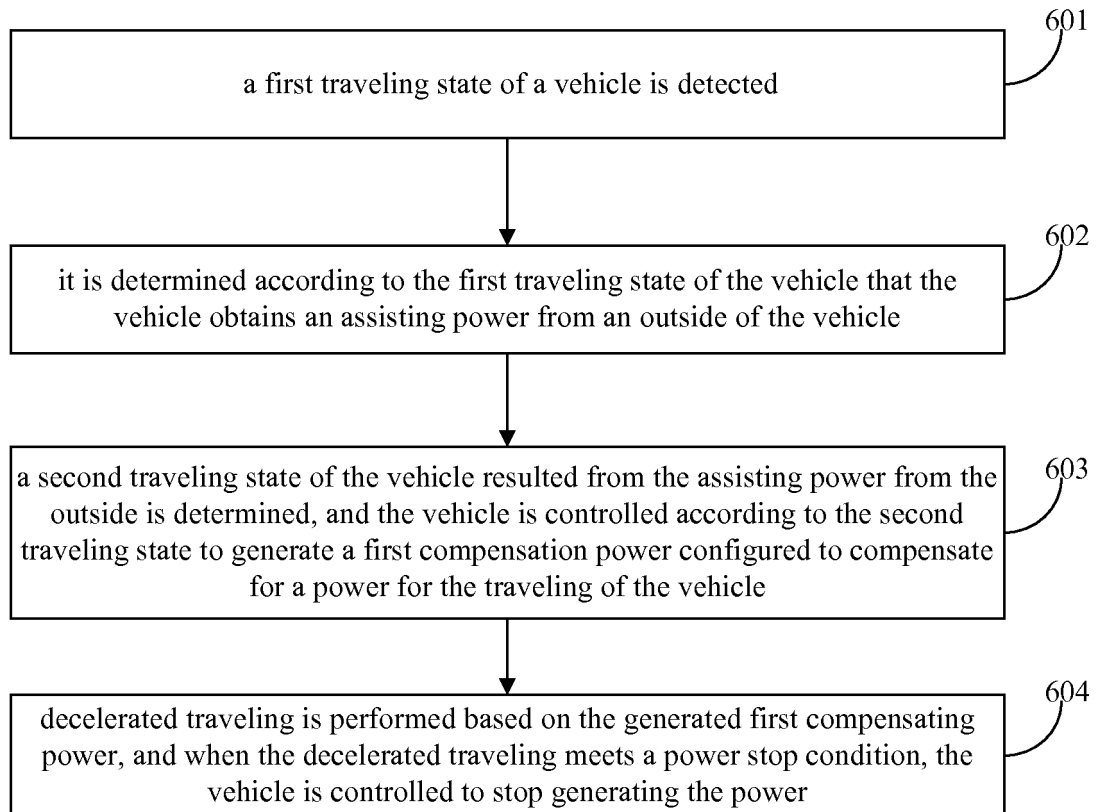 601
a first traveling state of a vehicle is detected
602
it is determined according to the first traveling state of the vehicle that the
vehicle obtains an assisting power from an outside of the vehicle
603
a second traveling state of the vehicle resulted from the assisting power from the
outside is determined, and the vehicle is controlled according to the second
traveling state to generate a first compensation power configured to compensate
for a power for the traveling of the vehicle
604
decelerated traveling is performed based on the generated first compensating
power, and when the decelerated traveling meets a power stop condition, the
vehicle is controlled to stop generating the power